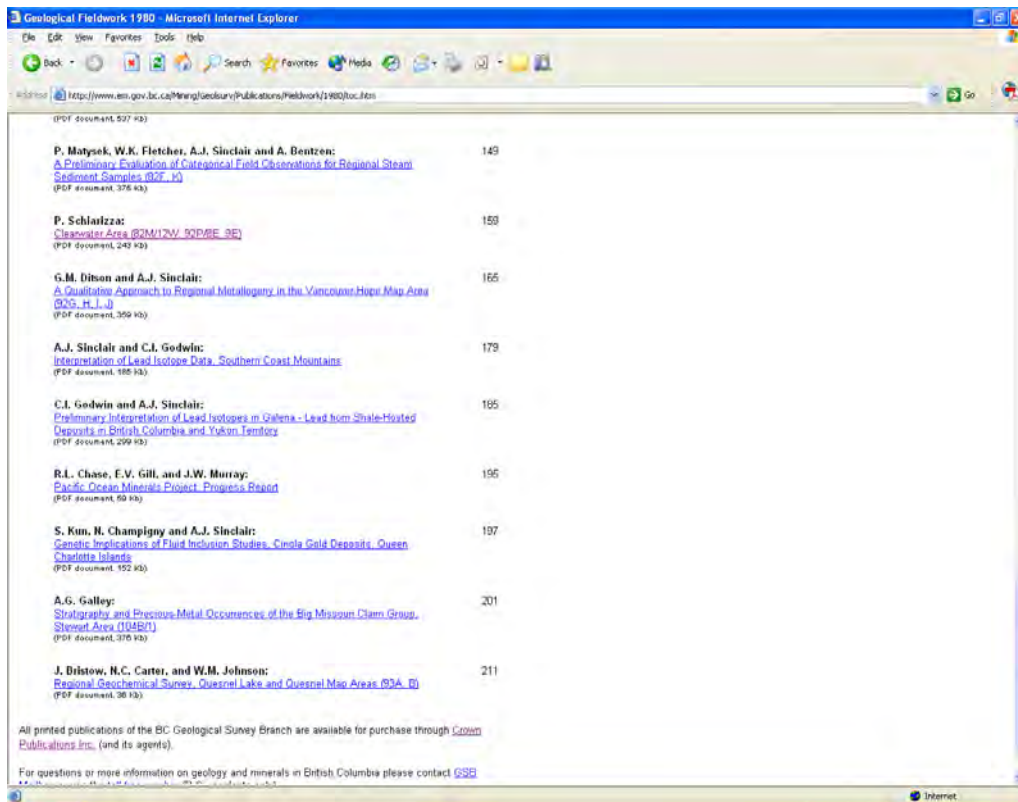 Geological Fieldwork 1980 - Microsoft Internet Explorer
File Edit View Favorites Tools Help
Back Search Favorites Media
Address http://www.em.gov.bc.ca/Mining/Geolsurv/Publications/Fieldwork/1980/toc.htm Go
(PDF document, 537 Kb)
P. Matysek, W.K. Fletcher, A.J. Sinclair and A. Bentzen: 149
A Preliminary Evaluation of Categorical Field Observations for Regional Steam
Sediment Samples (82F, K)
(PDF document, 376 Kb)
P. Schiarizza: 159
Clearwater Area (82M/12W, 92P/8E, 9E)
(PDF document, 243 Kb)
G.M. Ditson and A.J. Sinclair: 165
A Qualitative Approach to Regional Metallogeny in the Vancouver-Hope Map Area
(92G, H, I, J)
(PDF document, 369 Kb)
A.J. Sinclair and C.I. Godwin: 179
Interpretation of Lead Isotope Data, Southern Coast Mountains
(PDF document, 185 Kb)
C.I. Godwin and A.J. Sinclair: 185
Preliminary Interpretation of Lead Isotopes in Galena - Lead from Shale-Hosted
Deposits in British Columbia and Yukon Territory
(PDF document, 299 Kb)
R.L. Chase, E.V. Gill, and J.W. Murray: 195
Pacific Ocean Minerals Project, Progress Report
(PDF document, 69 Kb)
S. Kun, N. Champigny and A.J. Sinclair: 197
Genetic Implications of Fluid Inclusion Studies, Cinola Gold Deposits, Queen
Charlotte Islands
(PDF document, 152 Kb)
A.G. Galley: 201
Stratigraphy and Precious-Metal Occurrences of the Big Missouri Claim Group,
Stewart Area (104B/1)
(PDF document, 376 Kb)
J. Bristow, N.C. Carter, and W.M. Johnson: 211
Regional Geochemical Survey, Quesnel Lake and Quesnel Map Areas (93A, B)
(PDF document, 36 Kb)
All printed publications of the BC Geological Survey Branch are available for purchase through Crown
Publications Inc. (and its agents).
For questions or more information on geology and minerals in British Columbia please contact GSB
Internet